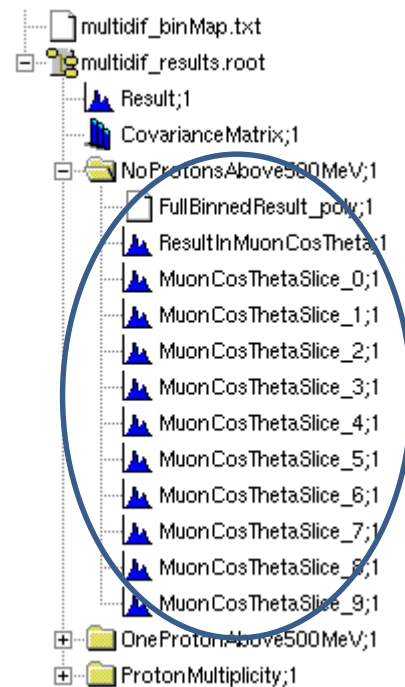 multidif_binMap.txt
multidif_results.root
Result;1
CovarianceMatrix;1
NoProtonsAbove500MeV;1
FullBinnedResult_poly;1
ResultInMuonCosTheta;1
MuonCosThetaSlice_0;1
MuonCosThetaSlice_1;1
MuonCosThetaSlice_2;1
MuonCosThetaSlice_3;1
MuonCosThetaSlice_4;1
MuonCosThetaSlice_5;1
MuonCosThetaSlice_6;1
MuonCosThetaSlice_7;1
MuonCosThetaSlice_8;1
MuonCosThetaSlice_9;1
OneProtonAbove500MeV;1
ProtonMultiplicity;1